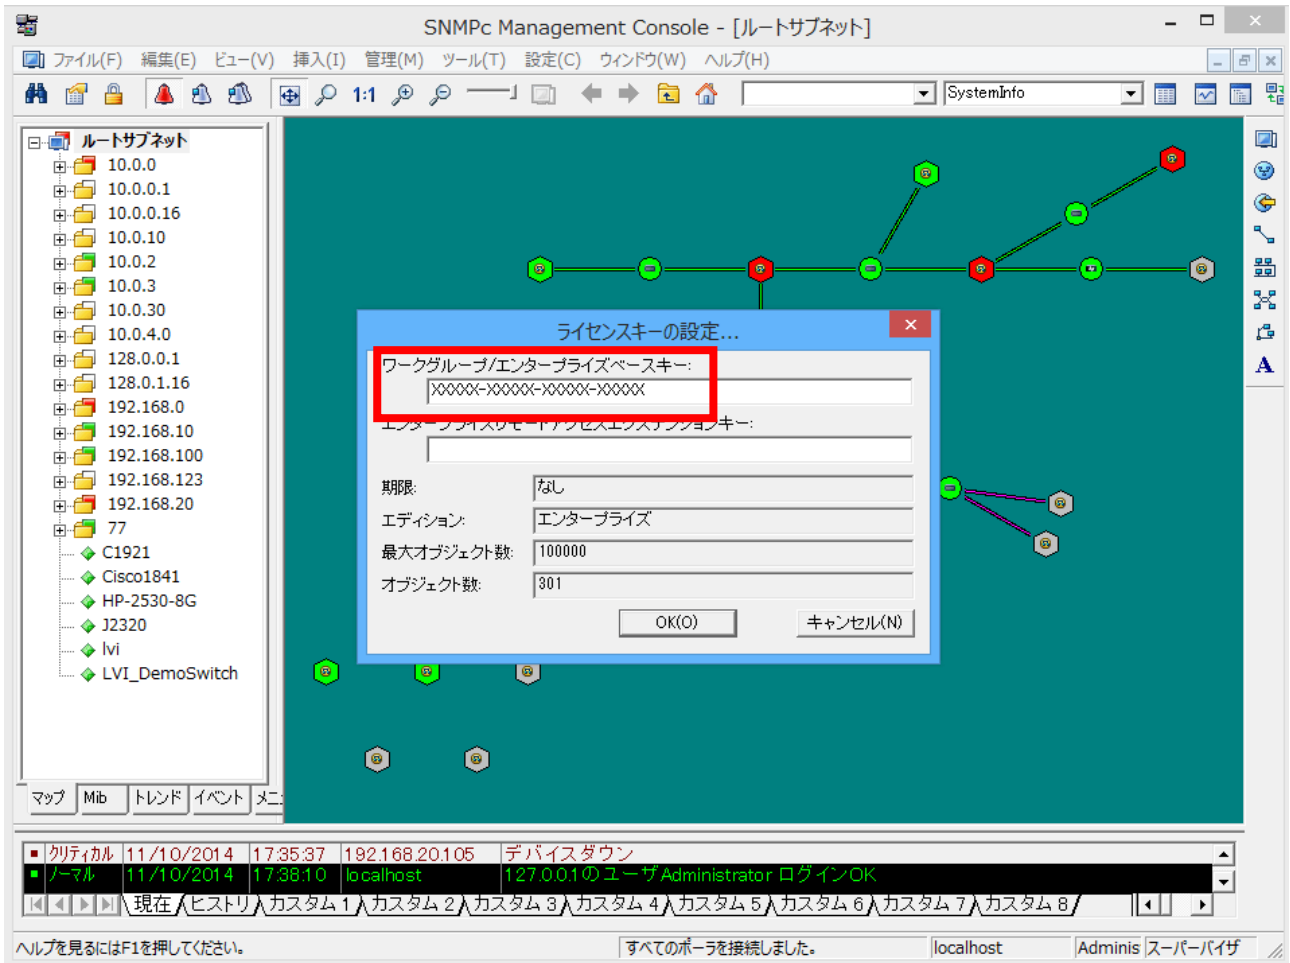 SNMPc Management Console - [ルートサブネット]
ファイル(F) 編集(E) ビュー(V) 挿入(I) 管理(M) ツール(T) 設定(C) ウィンドウ(W) ヘルプ(H)
1:1 SystemInfo
ルートサブネット
10.0.0
10.0.0.1
10.0.0.16
10.0.10
10.0.2
10.0.3
10.0.30
10.0.4.0
128.0.0.1
128.0.1.16
192.168.0
192.168.10
192.168.100
192.168.123
192.168.20
77
C1921
Cisco1841
HP-2530-8G
J2320
lvi
LVI_DemoSwitch
マップ Mib トレンド イベント
ライセンスキーの設定...
ワークグループ/エンタープライズベースキー:
XXXXX-XXXXX-XXXXX-XXXXX
エンタープライズリモートアクセスエクステンションキー:
期限: なし
エディション: エンタープライズ
最大オブジェクト数: 100000
オブジェクト数: 301
OK(O) キャンセル(N)
A
クリティカル 11/10/2014 17:35:37 192.168.20.105 デバイスダウン
ノーマル 11/10/2014 17:38:10 localhost 127.0.0.1のユーザAdministrator ログインOK
現在 ヒストリ カスタム 1 カスタム 2 カスタム 3 カスタム 4 カスタム 5 カスタム 6 カスタム 7 カスタム 8
ヘルプを見るにはF1を押してください。 すべてのポーラを接続しました。 localhost Adminis スーパーバイザ